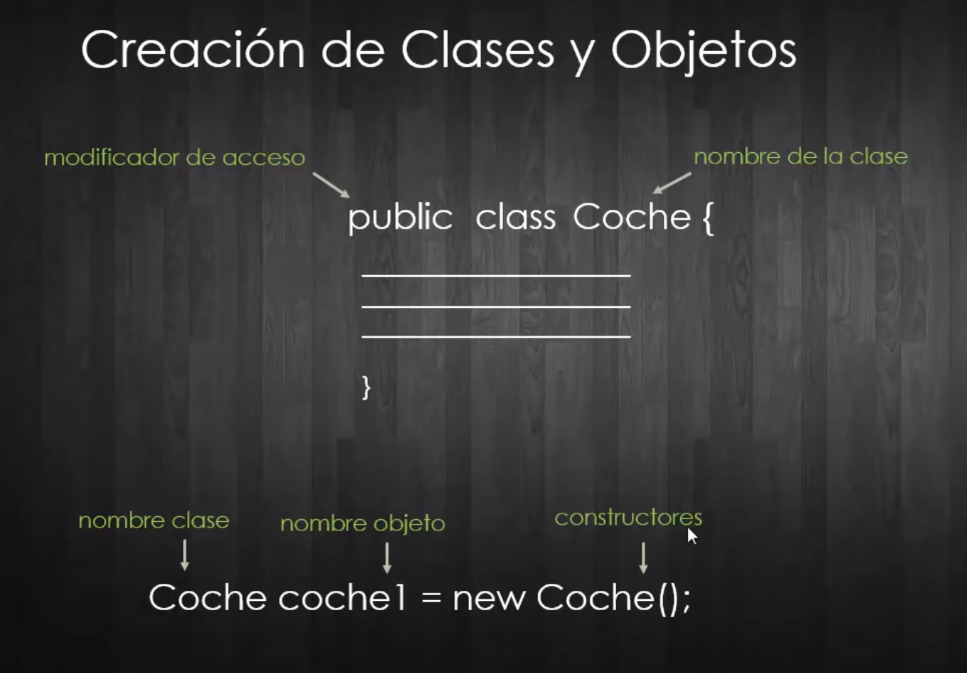 Creación de Clases y Objetos
modificador de acceso
nombre de la clase
public class Coche {
}
nombre clase
nombre objeto
constructores
Coche coche1 = new Coche();